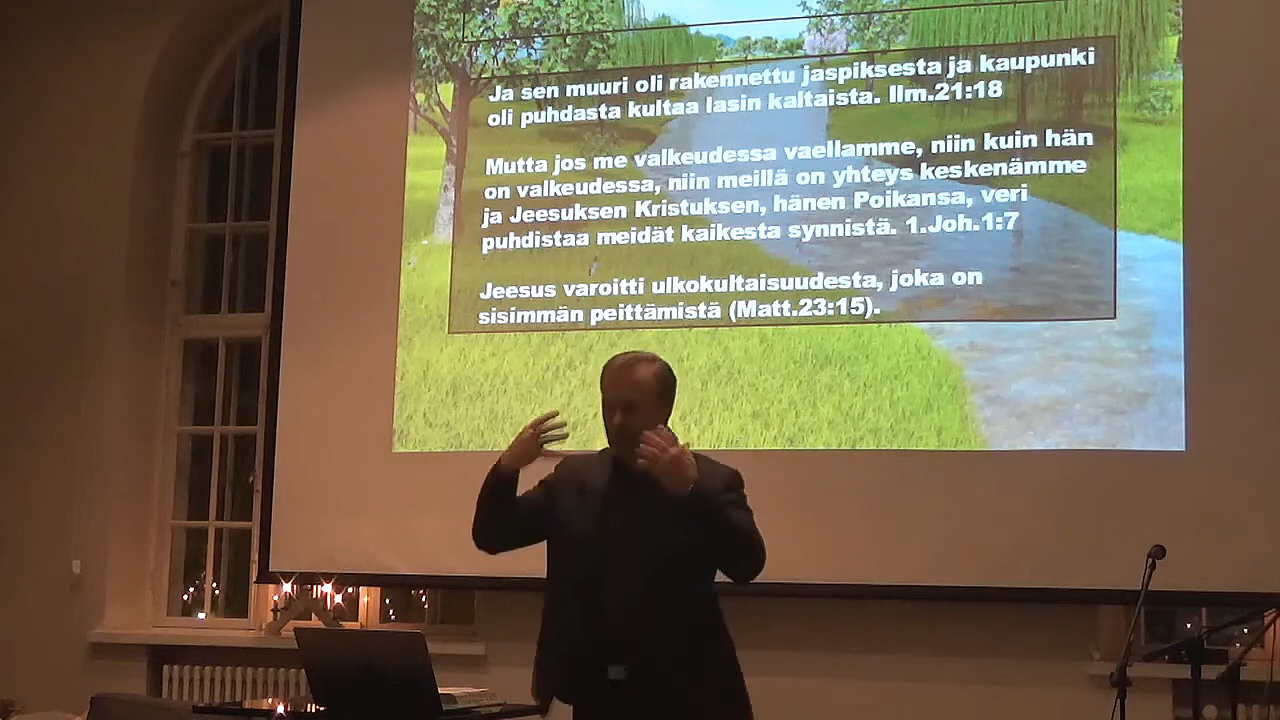 Ja sen muuri oli rakennettu jaspiksesta ja kaupunki
oli puhdasta kultaa lasin kaltaista. Ilm.21:18
Mutta jos me valkeudessa vaellamme, niin kuin hän
on valkeudessa, niin meillä on yhteys keskenämme
ja Jeesuksen Kristuksen, hänen Poikansa, veri
puhdistaa meidät kaikesta synnistä. 1.Joh.1:7
Jeesus varoitti ulkokultaisuudesta, joka on
sisimmän peittämistä (Matt.23:15).